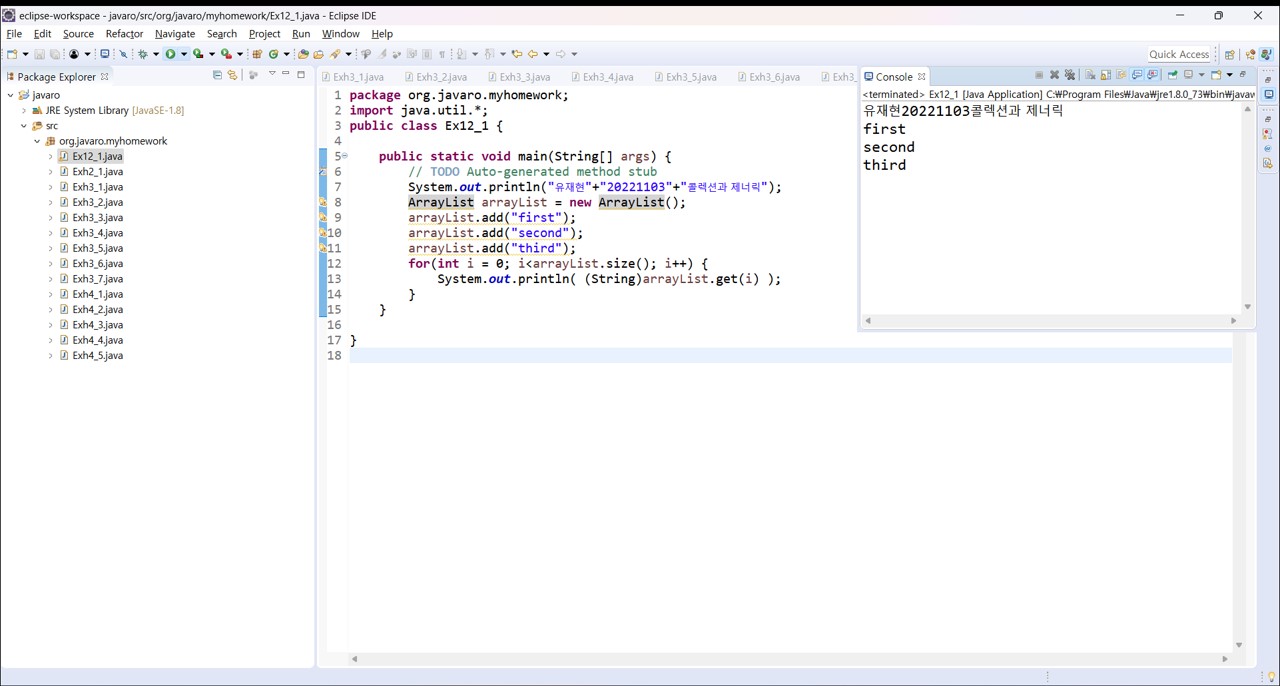 eclipse-workspace - javaro/src/org/javaro/myhomework/Ex12_1.java - Eclipse IDE
File Edit Source Refactor Navigate Search Project Run Window Help
Quick Access
Package Explorer
javaro
JRE System Library [JavaSE-1.8]
src
org.javaro.myhomework
Ex12_1.java
Exh2_1.java
Exh3_1.java
Exh3_2.java
Exh3_3.java
Exh3_4.java
Exh3_5.java
Exh3_6.java
Exh3_7.java
Exh4_1.java
Exh4_2.java
Exh4_3.java
Exh4_4.java
Exh4_5.java
Exh3_1.java Exh3_2.java Exh3_3.java Exh3_4.java Exh3_5.java Exh3_6.java Exh3_
1 package org.javaro.myhomework;
2 import java.util.*;
3 public class Ex12_1 {
4
5     public static void main(String[] args) {
6         // TODO Auto-generated method stub
7         System.out.println("유재현"+"20221103"+"콜렉션과 제너릭");
8         ArrayList arrayList = new ArrayList();
9         arrayList.add("first");
10         arrayList.add("second");
11         arrayList.add("third");
12         for(int i = 0; i<arrayList.size(); i++) {
13             System.out.println( (String)arrayList.get(i) );
14         }
15     }
16
17 }
18
Console
<terminated> Ex12_1 [Java Application] C:₩Program Files₩Java₩jre1.8.0_73₩bin₩javaw
유재현20221103콜렉션과 제너릭
first
second
third